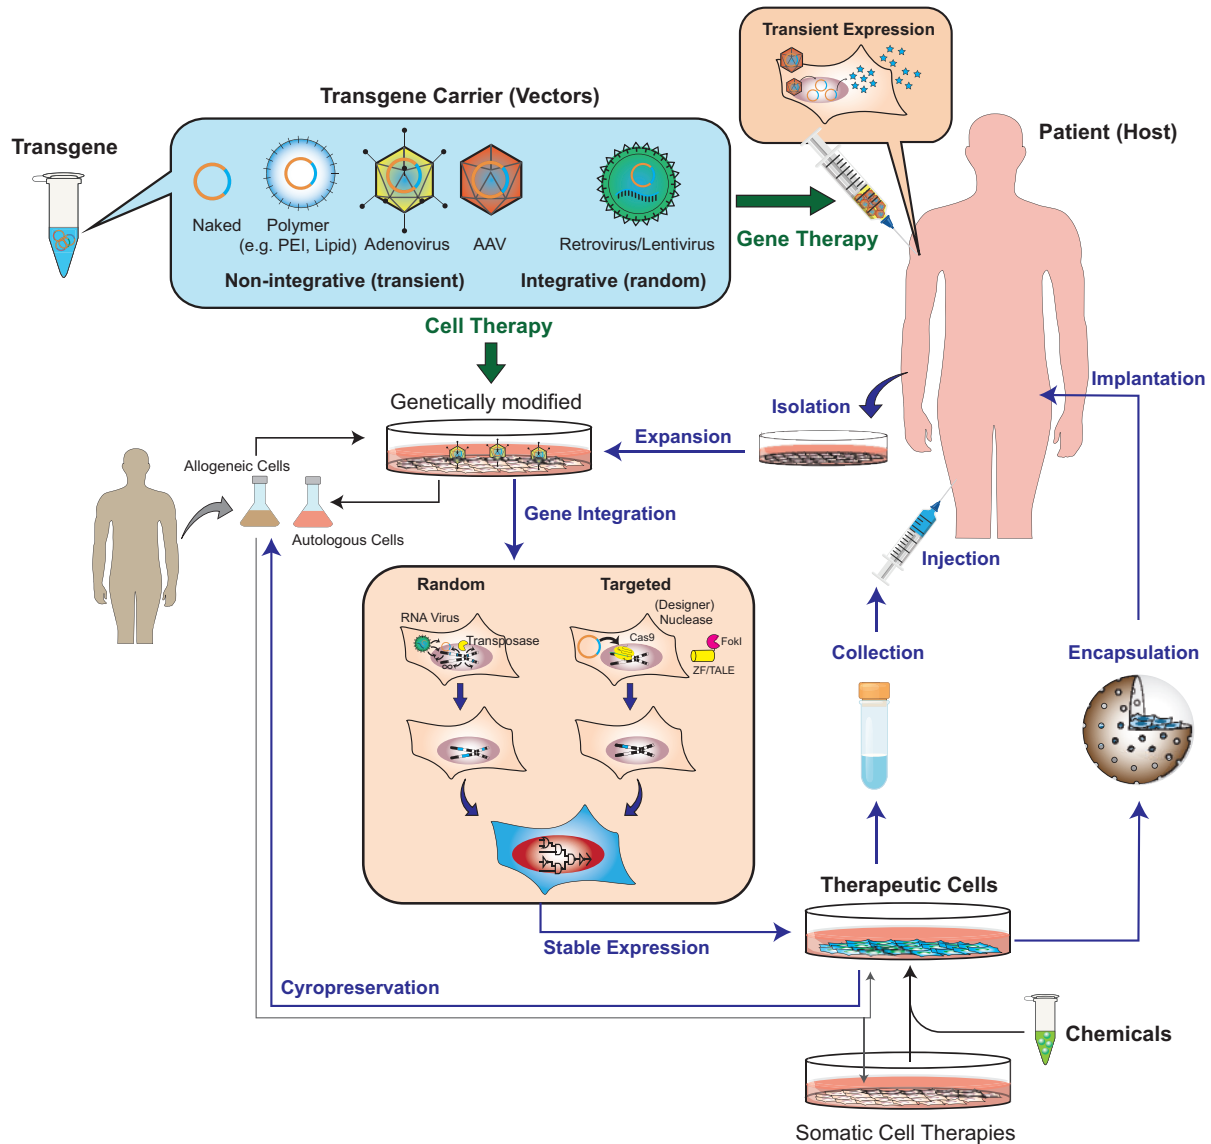 Transient Expression
Transgene Carrier (Vectors)
Patient (Host)
Transgene
Naked
Polymer
(e.g. PEI, Lipid)
Adenovirus
AAV
Retrovirus/Lentivirus
Non-integrative (transient)
Integrative (random)
Gene Therapy
Cell Therapy
Genetically modified
Isolation
Implantation
Expansion
Allogeneic Cells
Autologous Cells
Gene Integration
Injection
Random
Targeted
RNA Virus
Transposase
(Designer)
Nuclease
Cas9
FokI
ZF/TALE
Collection
Encapsulation
Therapeutic Cells
Stable Expression
Cyropreservation
Chemicals
Somatic Cell Therapies